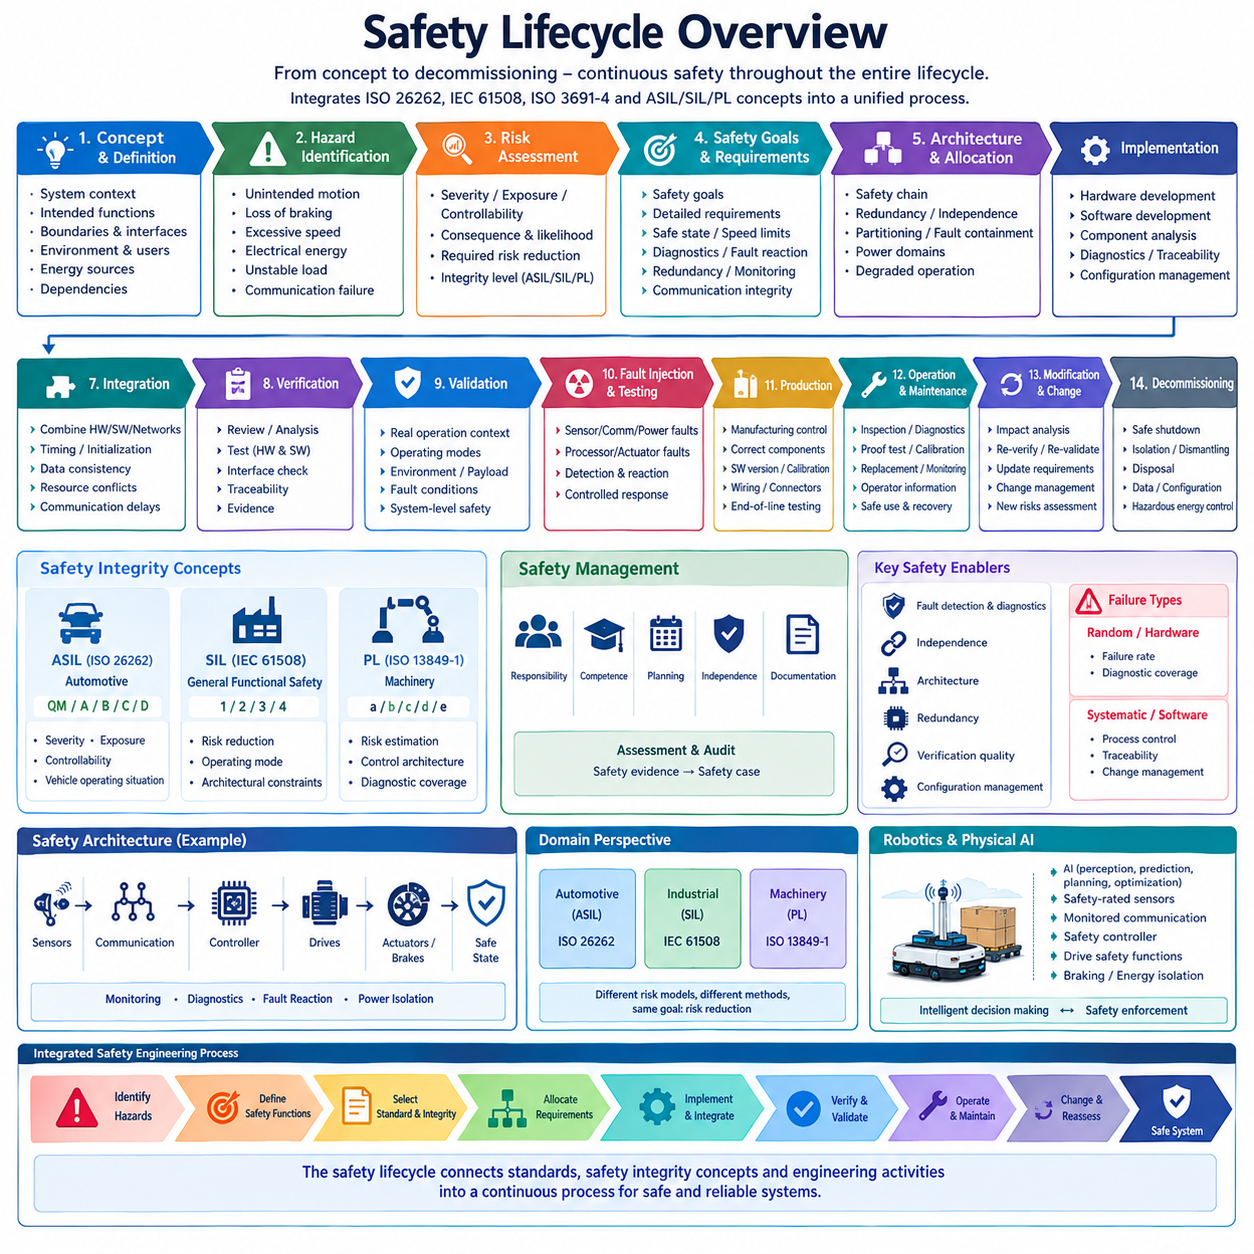 Safety Lifecycle Overview
From concept to decommissioning – continuous safety throughout the entire lifecycle.
Integrates ISO 26262, IEC 61508, ISO 3691-4 and ASIL/SIL/PL concepts into a unified process.
1. Concept
& Definition
· System context
· Intended functions
· Boundaries & interfaces
· Environment & users
· Energy sources
· Dependencies
2. Hazard
Identification
• Unintended motion
• Loss of braking
• Excessive speed
• Electrical energy
• Unstable load
• Communication failure
3. Risk
Assessment
• Severity / Exposure /
Controllability
• Consequence & likelihood
• Required risk reduction
• Integrity level (ASIL/SIL/PL)
4. Safety Goals
& Requirements
› Safety goals
› Detailed requirements
› Safe state / Speed limits
› Diagnostics / Fault reaction
› Redundancy / Monitoring
› Communication integrity
5. Architecture
& Allocation
• Safety chain
• Redundancy / Independence
• Partitioning / Fault containment
• Power domains
• Degraded operation
Implementation
› Hardware development
› Software development
› Component analysis
› Diagnostics / Traceability
› Configuration management
7. Integration
› Combine HW/SW/Networks
› Timing / Initialization
› Data consistency
› Resource conflicts
› Communication delays
8. Verification
› Review / Analysis
› Test (HW & SW)
› Interface check
› Traceability
› Evidence
9. Validation
› Real operation context
› Operating modes
› Environment / Payload
› Fault conditions
› System-level safety
10. Fault Injection
& Testing
› Sensor/Comm/Power faults
› Processor/Actuator faults
› Detection & reaction
› Controlled response
11. Production
› Manufacturing control
› Correct components
› SW version / Calibration
› Wiring / Connectors
› End-of-line testing
12. Operation
& Maintenance
› Inspection / Diagnostics
› Proof test / Calibration
› Replacement / Monitoring
› Operator information
› Safe use & recovery
13. Modification
& Change
› Impact analysis
› Re-verify / Re-validate
› Update requirements
› Change management
› New risks assessment
14. Decommissioning
› Safe shutdown
› Isolation / Dismantling
› Disposal
› Data / Configuration
› Hazardous energy control
Safety Integrity Concepts
ASIL (ISO 26262)
Automotive
QM / A / B / C / D
• Severity • Exposure
• Controllability
• Vehicle operating situation
SIL (IEC 61508)
General Functional Safety
1 / 2 / 3 / 4
• Risk reduction
• Operating mode
• Architectural constraints
PL (ISO 13849-1)
Machinery
a / b / c / d / e
• Risk estimation
• Control architecture
• Diagnostic coverage
Safety Management
Responsibility
Competence
Planning
Independence
Documentation
Assessment & Audit
Safety evidence → Safety case
Key Safety Enablers
Fault detection & diagnostics
Independence
Architecture
Redundancy
Verification quality
Configuration management
Failure Types
Random / Hardware
• Failure rate
• Diagnostic coverage
Systematic / Software
• Process control
• Traceability
• Change management
Safety Architecture (Example)
Sensors
Communication
Controller
Drives
Actuators /
Brakes
Safe
State
Monitoring • Diagnostics • Fault Reaction • Power Isolation
Domain Perspective
Automotive
(ASIL)
ISO 26262
Industrial
(SIL)
IEC 61508
Machinery
(PL)
ISO 13849-1
Different risk models, different methods,
same goal: risk reduction
Robotics & Physical AI
AI (perception, prediction,
planning, optimization)
Safety-rated sensors
Monitored communication
Safety controller
Drive safety functions
Braking / Energy isolation
Intelligent decision making ↔ Safety enforcement
Integrated Safety Engineering Process
Identify
Hazards
Define
Safety Functions
Select
Standard & Integrity
Allocate
Requirements
Implement
& Integrate
Verify &
Validate
Operate
& Maintain
Change &
Reassess
Safe System
The safety lifecycle connects standards, safety integrity concepts and engineering activities
into a continuous process for safe and reliable systems.